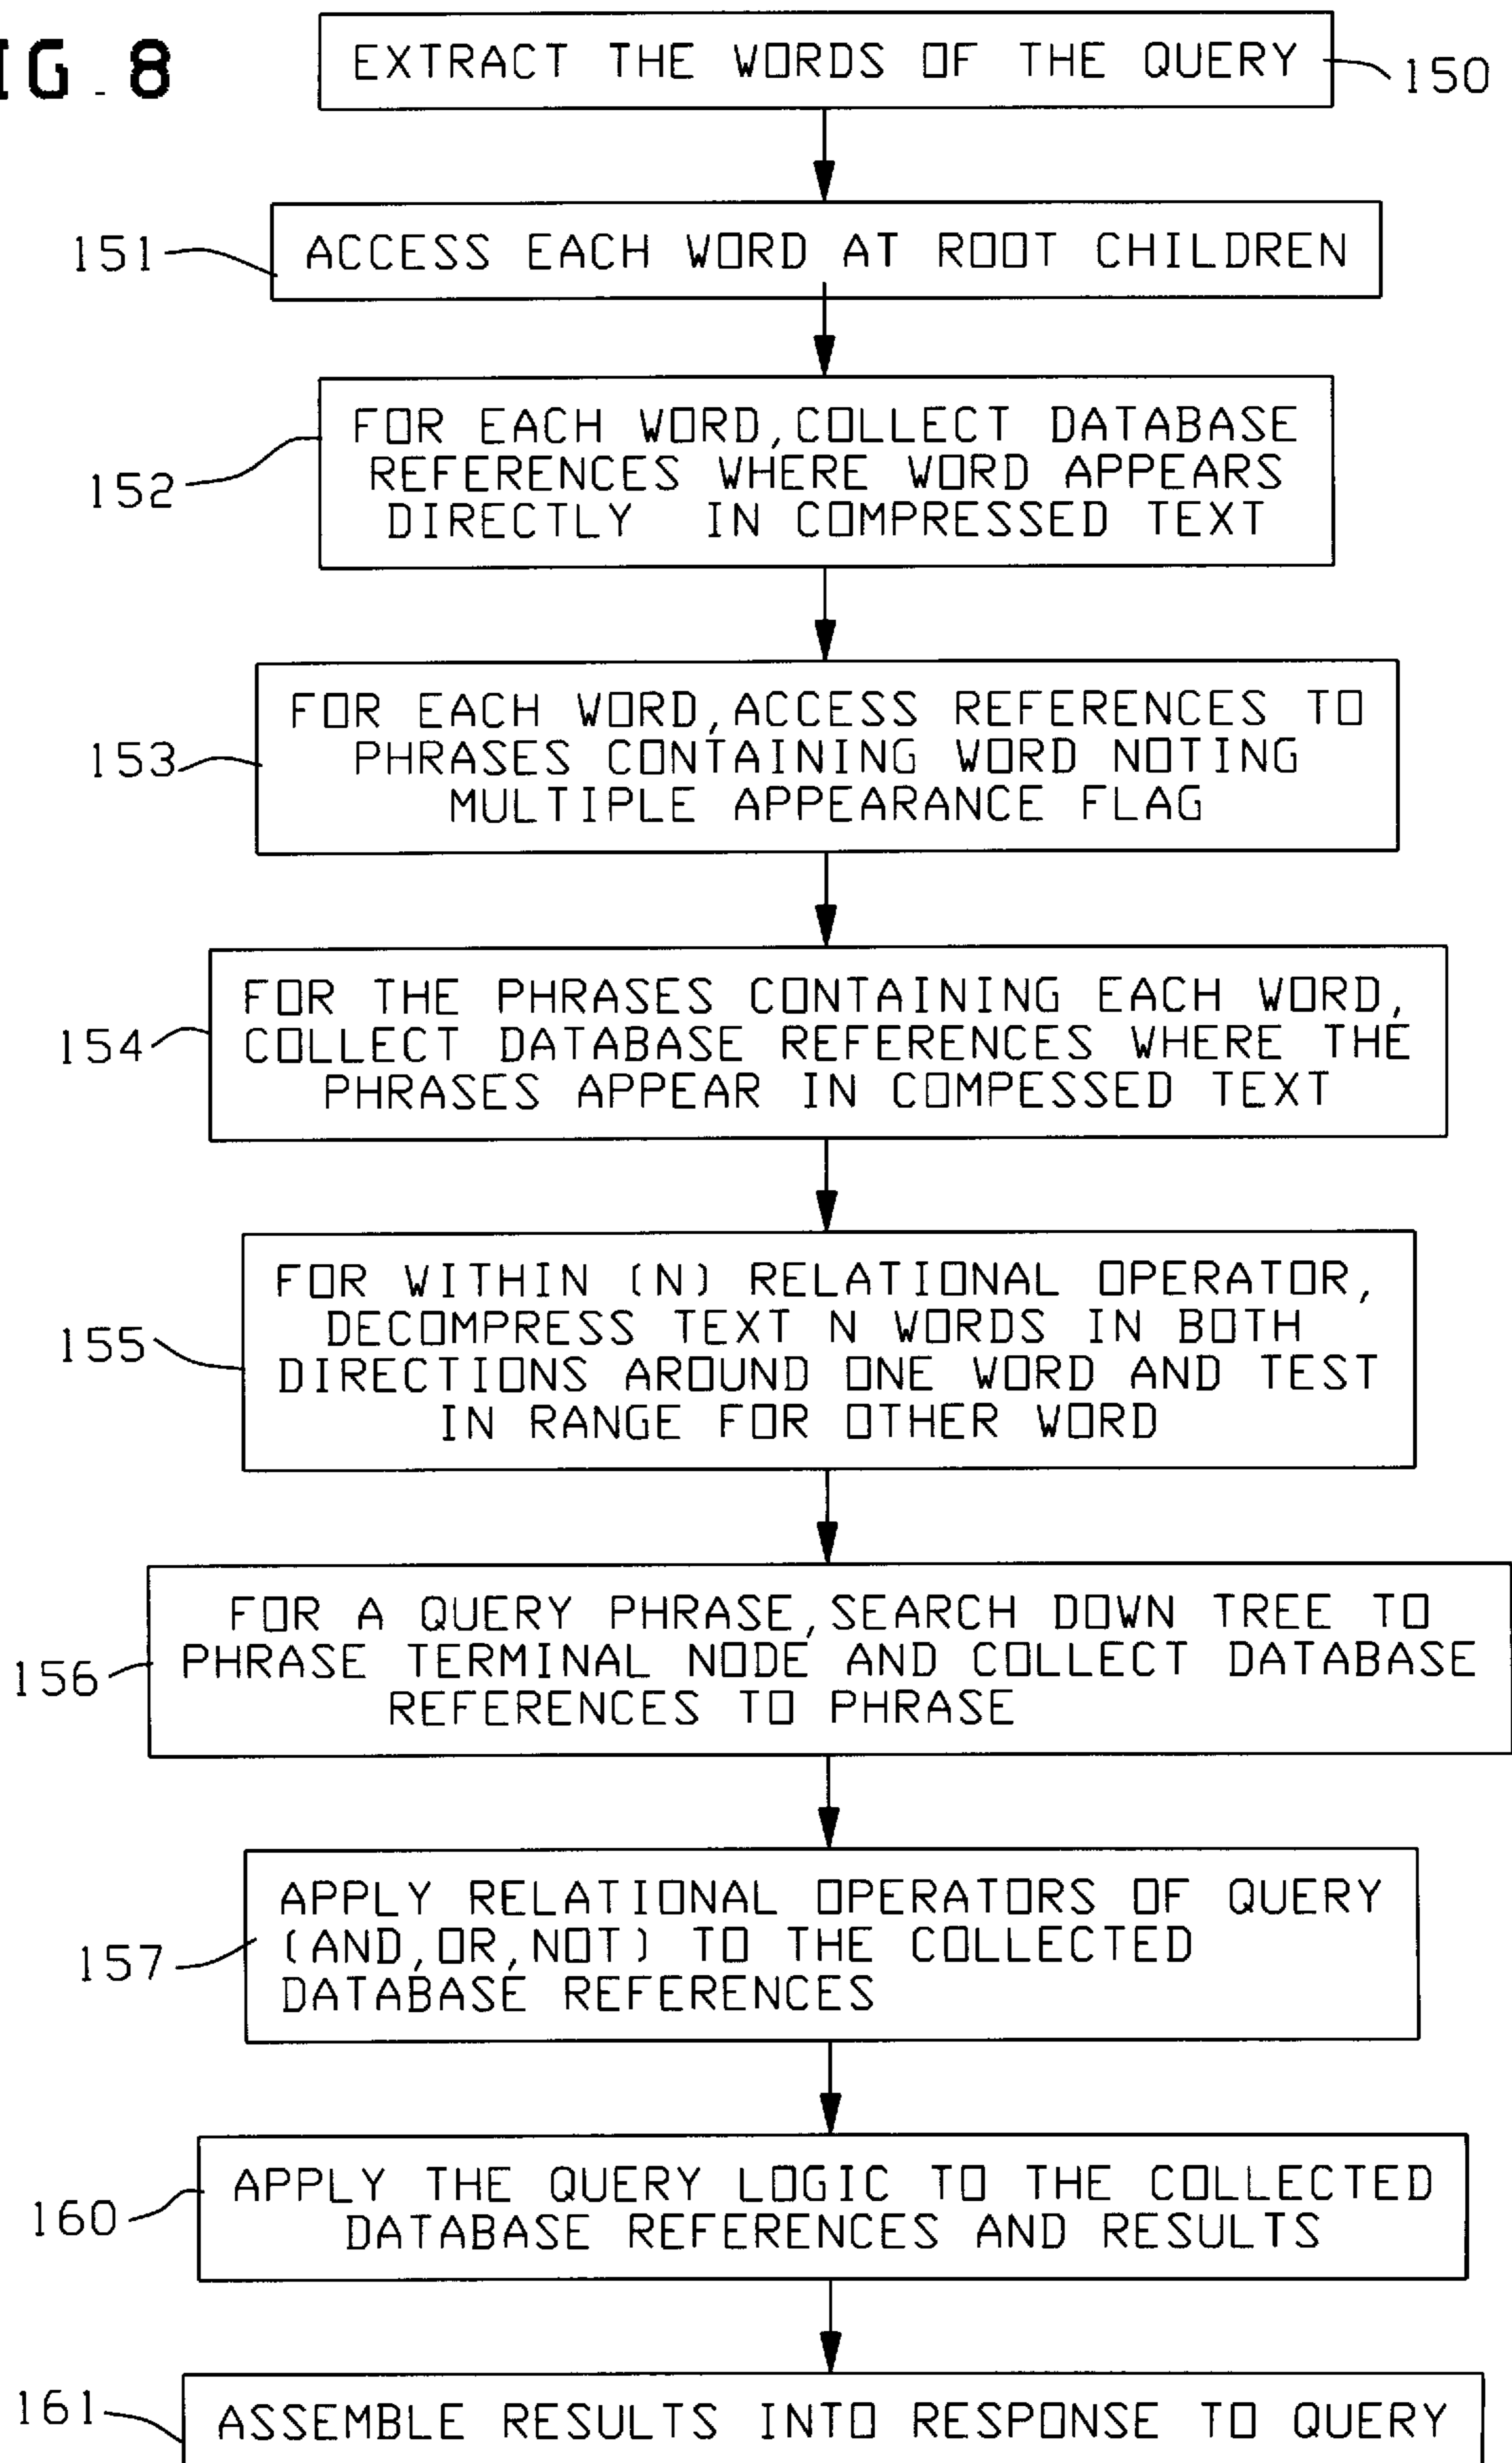 IG. 8
EXTRACT THE WORDS OF THE QUERY
150
151
ACCESS EACH WORD AT ROOT CHILDREN
152
FOR EACH WORD, COLLECT DATABASE
REFERENCES WHERE WORD APPEARS
DIRECTLY IN COMPRESSED TEXT
153
FOR EACH WORD, ACCESS REFERENCES TO
PHRASES CONTAINING WORD NOTING
MULTIPLE APPEARANCE FLAG
154
FOR THE PHRASES CONTAINING EACH WORD,
COLLECT DATABASE REFERENCES WHERE THE
PHRASES APPEAR IN COMPESSED TEXT
155
FOR WITHIN (N) RELATIONAL OPERATOR,
DECOMPRESS TEXT N WORDS IN BOTH
DIRECTIONS AROUND ONE WORD AND TEST
IN RANGE FOR OTHER WORD
156
FOR A QUERY PHRASE, SEARCH DOWN TREE TO
PHRASE TERMINAL NODE AND COLLECT DATABASE
REFERENCES TO PHRASE
157
APPLY RELATIONAL OPERATORS OF QUERY
(AND, OR, NOT) TO THE COLLECTED
DATABASE REFERENCES
160
APPLY THE QUERY LOGIC TO THE COLLECTED
DATABASE REFERENCES AND RESULTS
161
ASSEMBLE RESULTS INTO RESPONSE TO QUERY